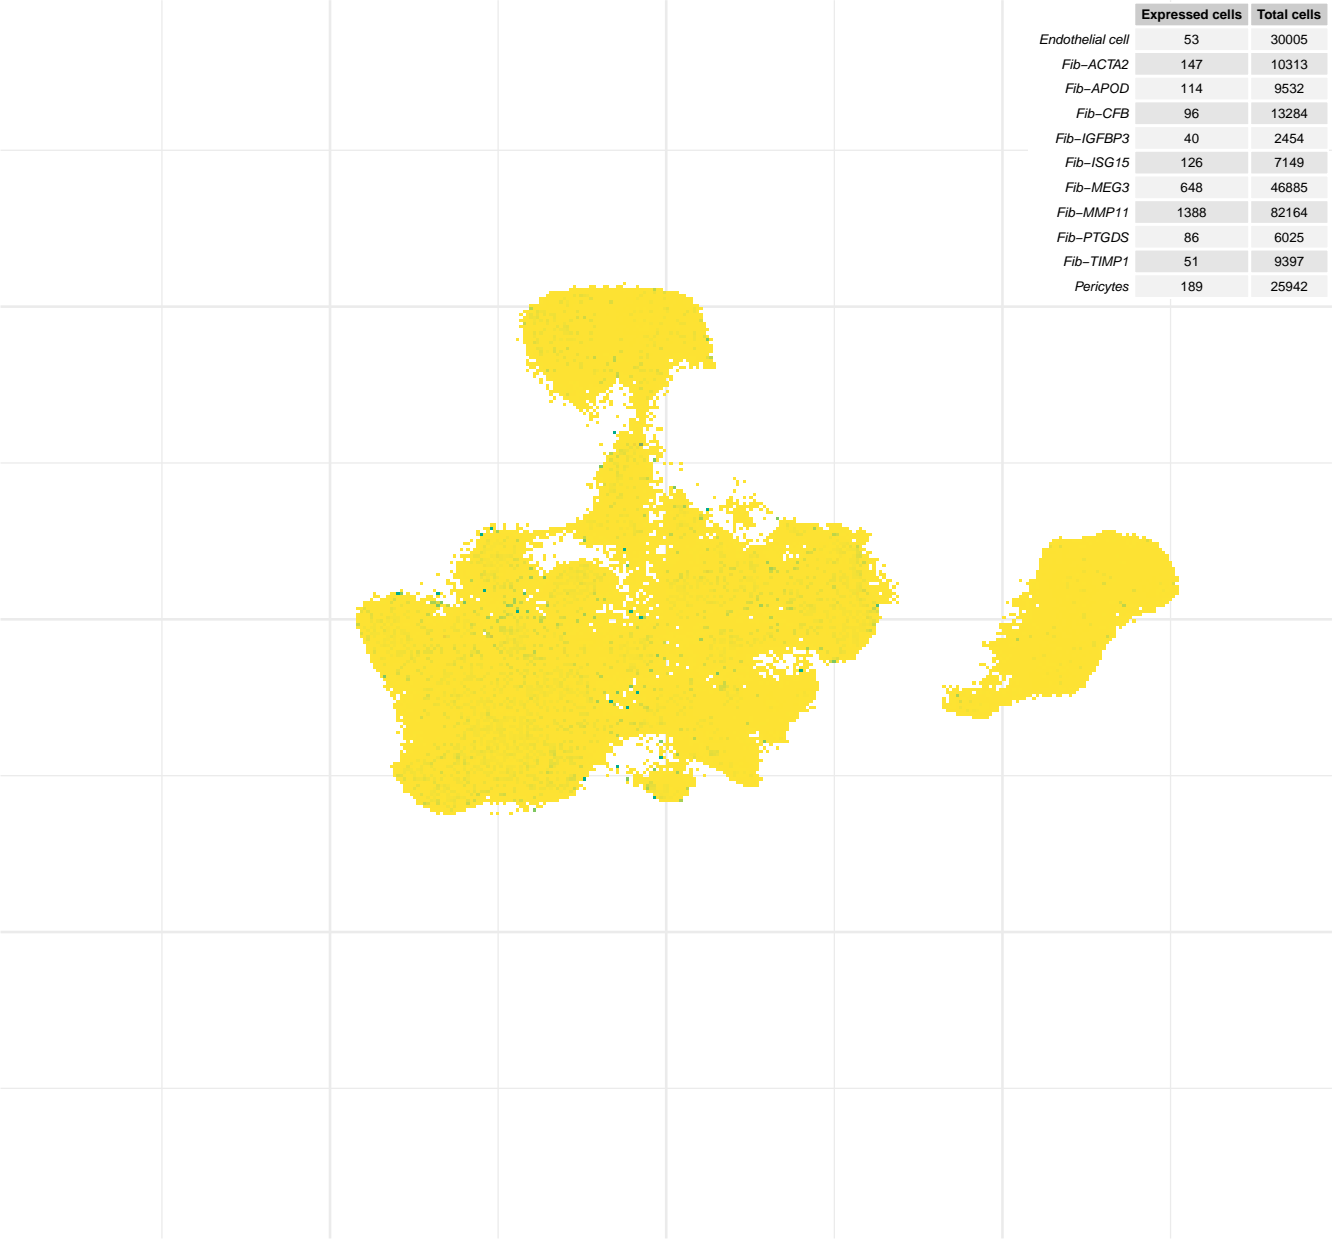 Expressed cells Total cells
Endothelial cell 53 30005
Fib−ACTA2 147 10313
Fib−APOD 114 9532
Fib−CFB 96 13284
Fib−IGFBP3 40 2454
Fib−ISG15 126 7149
Fib−MEG3 648 46885
Fib−MMP11 1388 82164
Fib−PTGDS 86 6025
Fib−TIMP1 51 9397
Pericytes 189 25942